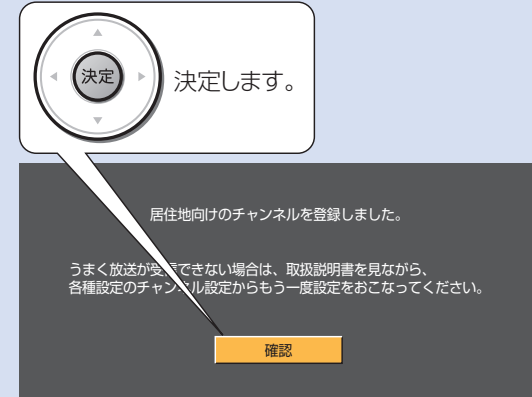 決定
決定します。
居住地向けのチャンネルを登録しました。
うまく放送が受信できない場合は、取扱説明書を見ながら、
各種設定のチャンネル設定からもう一度設定をおこなってください。
確認